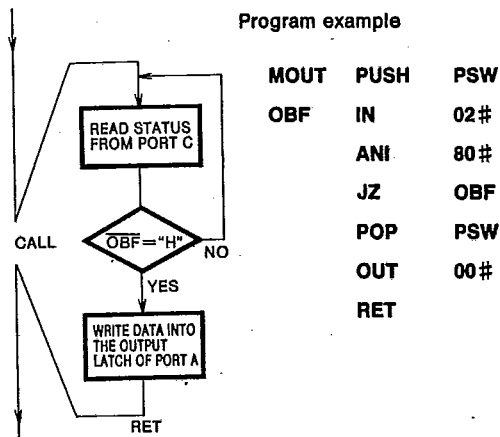 Program example
MOUT PUSH PSW
OBF IN 02#
ANI 80#
JZ OBF
POP PSW
OUT 00#
RET
READ STATUS
FROM PORT C
CALL
O̅B̅F̅="H"
NO
YES
WRITE DATA INTO
THE OUTPUT
LATCH OF PORT A
RET